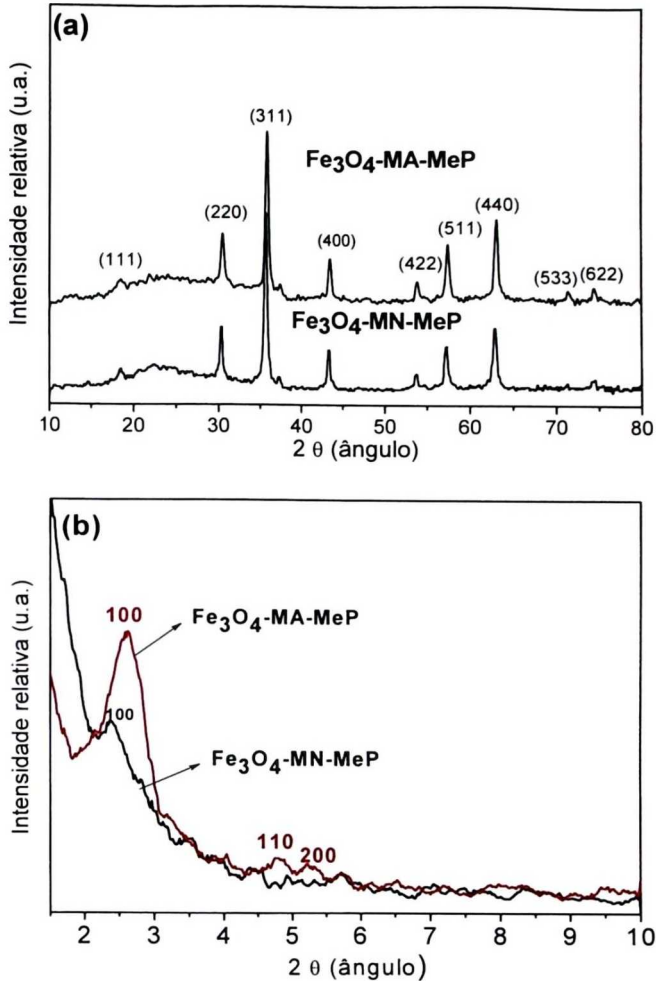 (a)
Intensidade relativa (u.a.)
(311)
Fe3O4-MA-MeP
(220)
(440)
(511)
(111)
(400)
(422)
(533)
(622)
Fe3O4-MN-MeP
10 20 30 40 50 60 70 80
2 θ (ângulo)
(b)
Intensidade relativa (u.a.)
100
Fe3O4-MA-MeP
100
Fe3O4-MN-MeP
110
200
2 3 4 5 6 7 8 9 10
2 θ (ângulo)